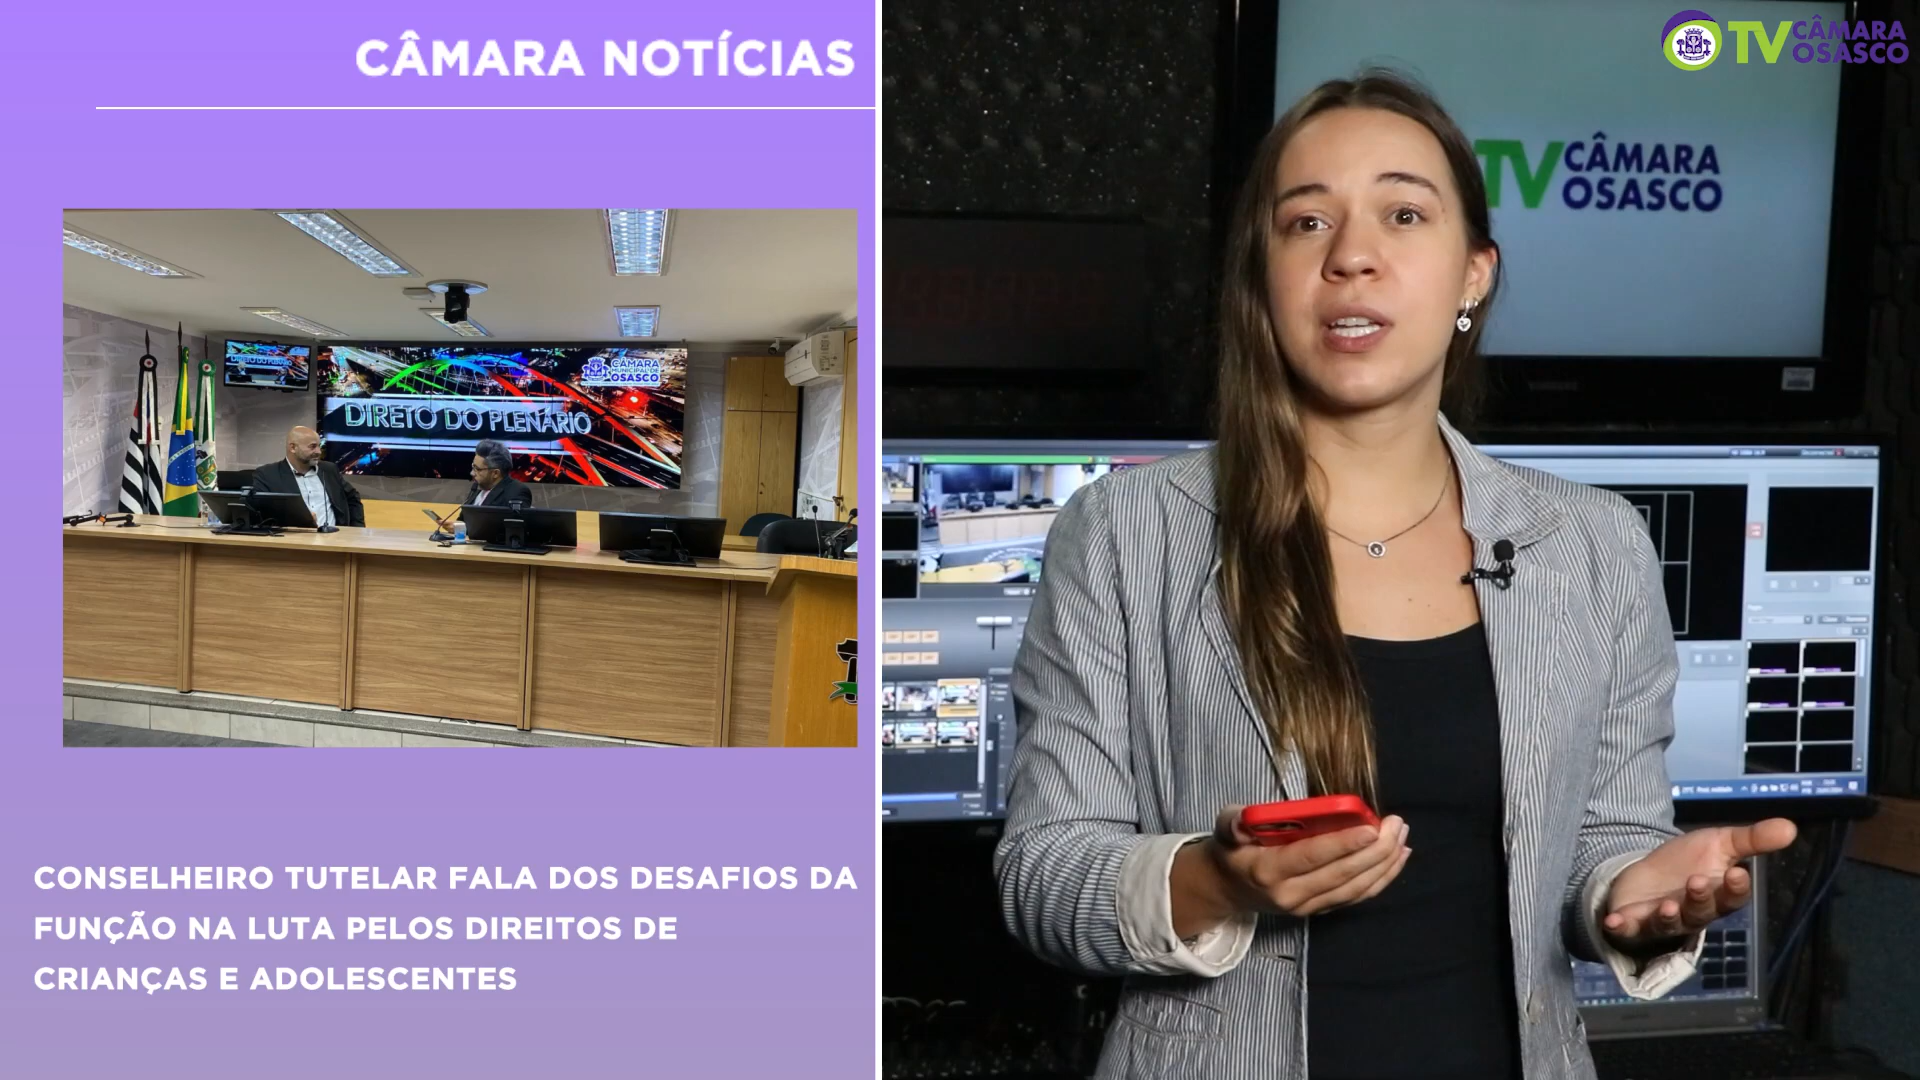 CÂMARA NOTÍCIAS
TV CÂMARA
OSASCO
TV CÂMARA
OSASCO
CÂMARA
MUNICIPAL DE
OSASCO
DIRETO DO PLENÁRIO
CONSELHEIRO TUTELAR FALA DOS DESAFIOS DA
FUNÇÃO NA LUTA PELOS DIREITOS DE
CRIANÇAS E ADOLESCENTES